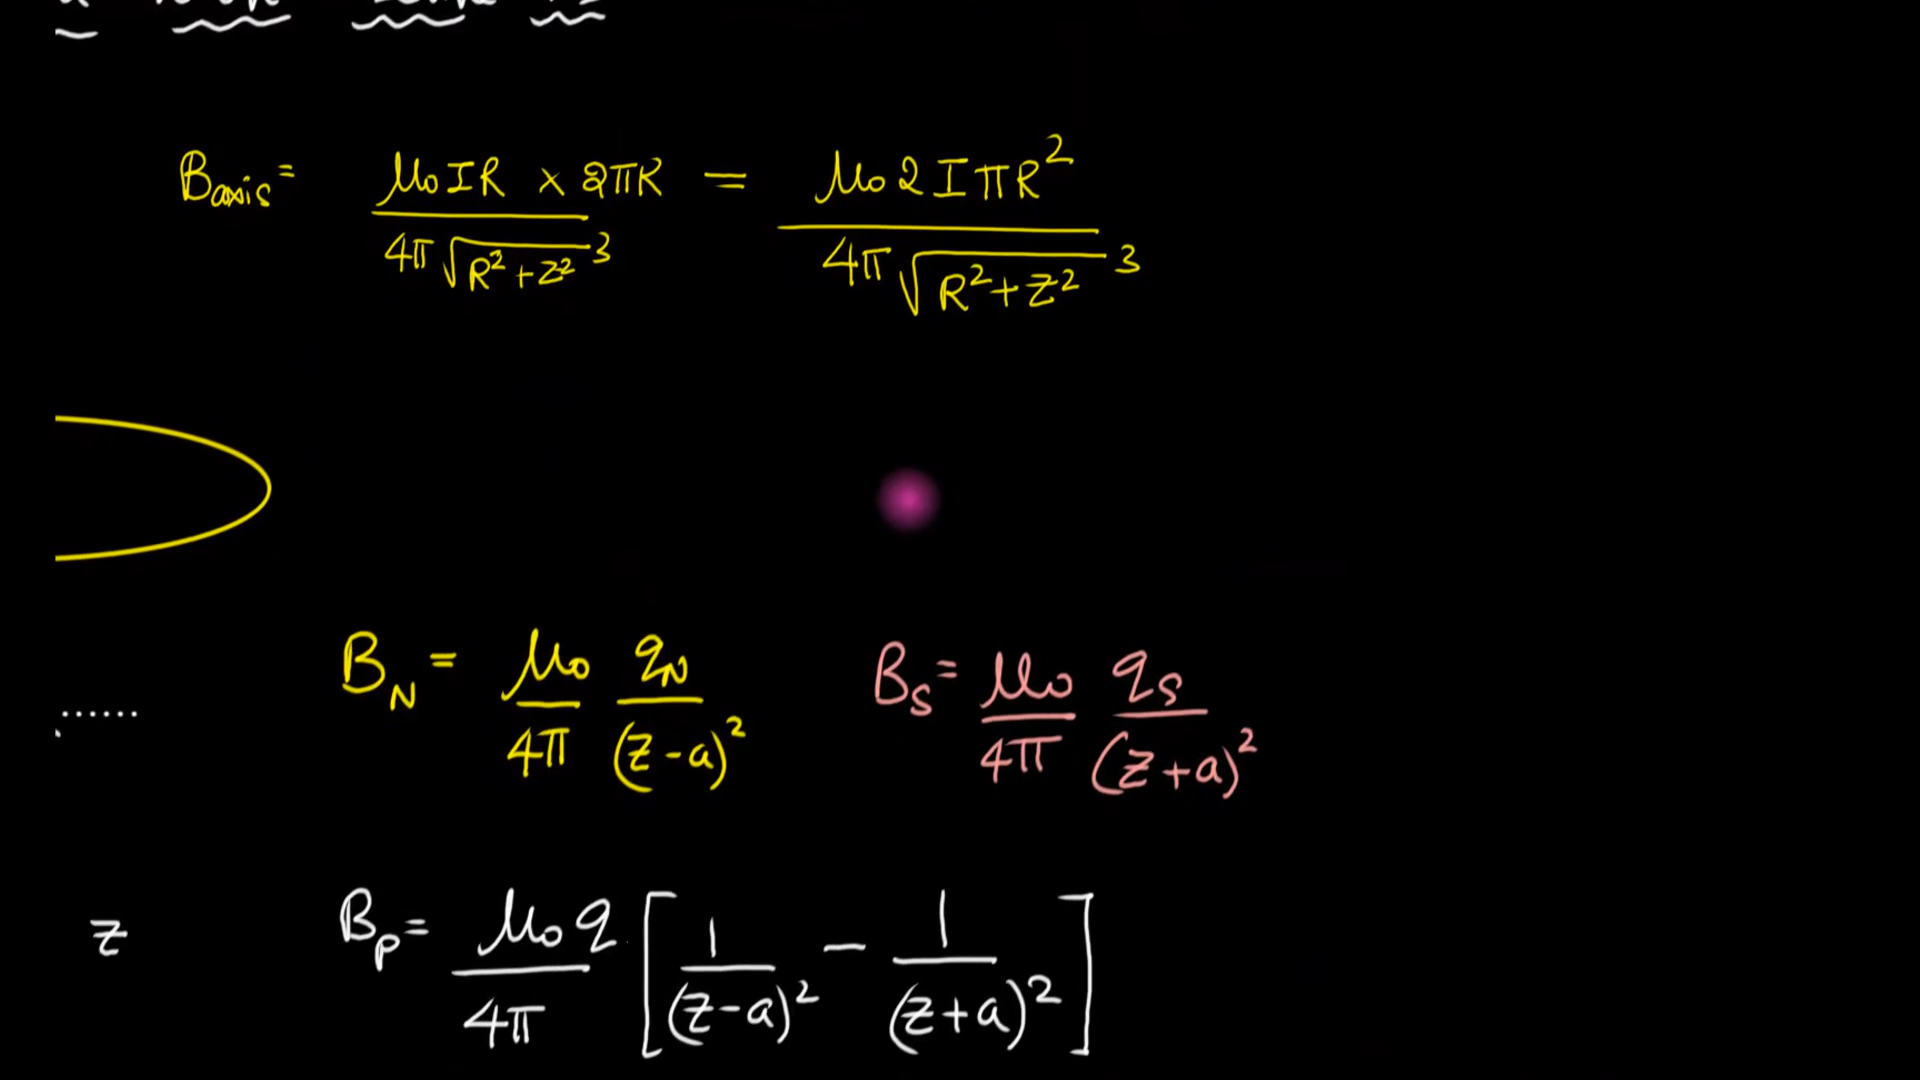 B_axis = μ₀IR × 2πR / 4π√(R²+z²)³ = μ₀2IπR² / 4π√(R²+z²)³
B_N = μ₀/4π q_N/(z-a)² B_S = μ₀/4π q_S/(z+a)²
z B_p = μ₀q/4π [1/(z-a)² - 1/(z+a)²]